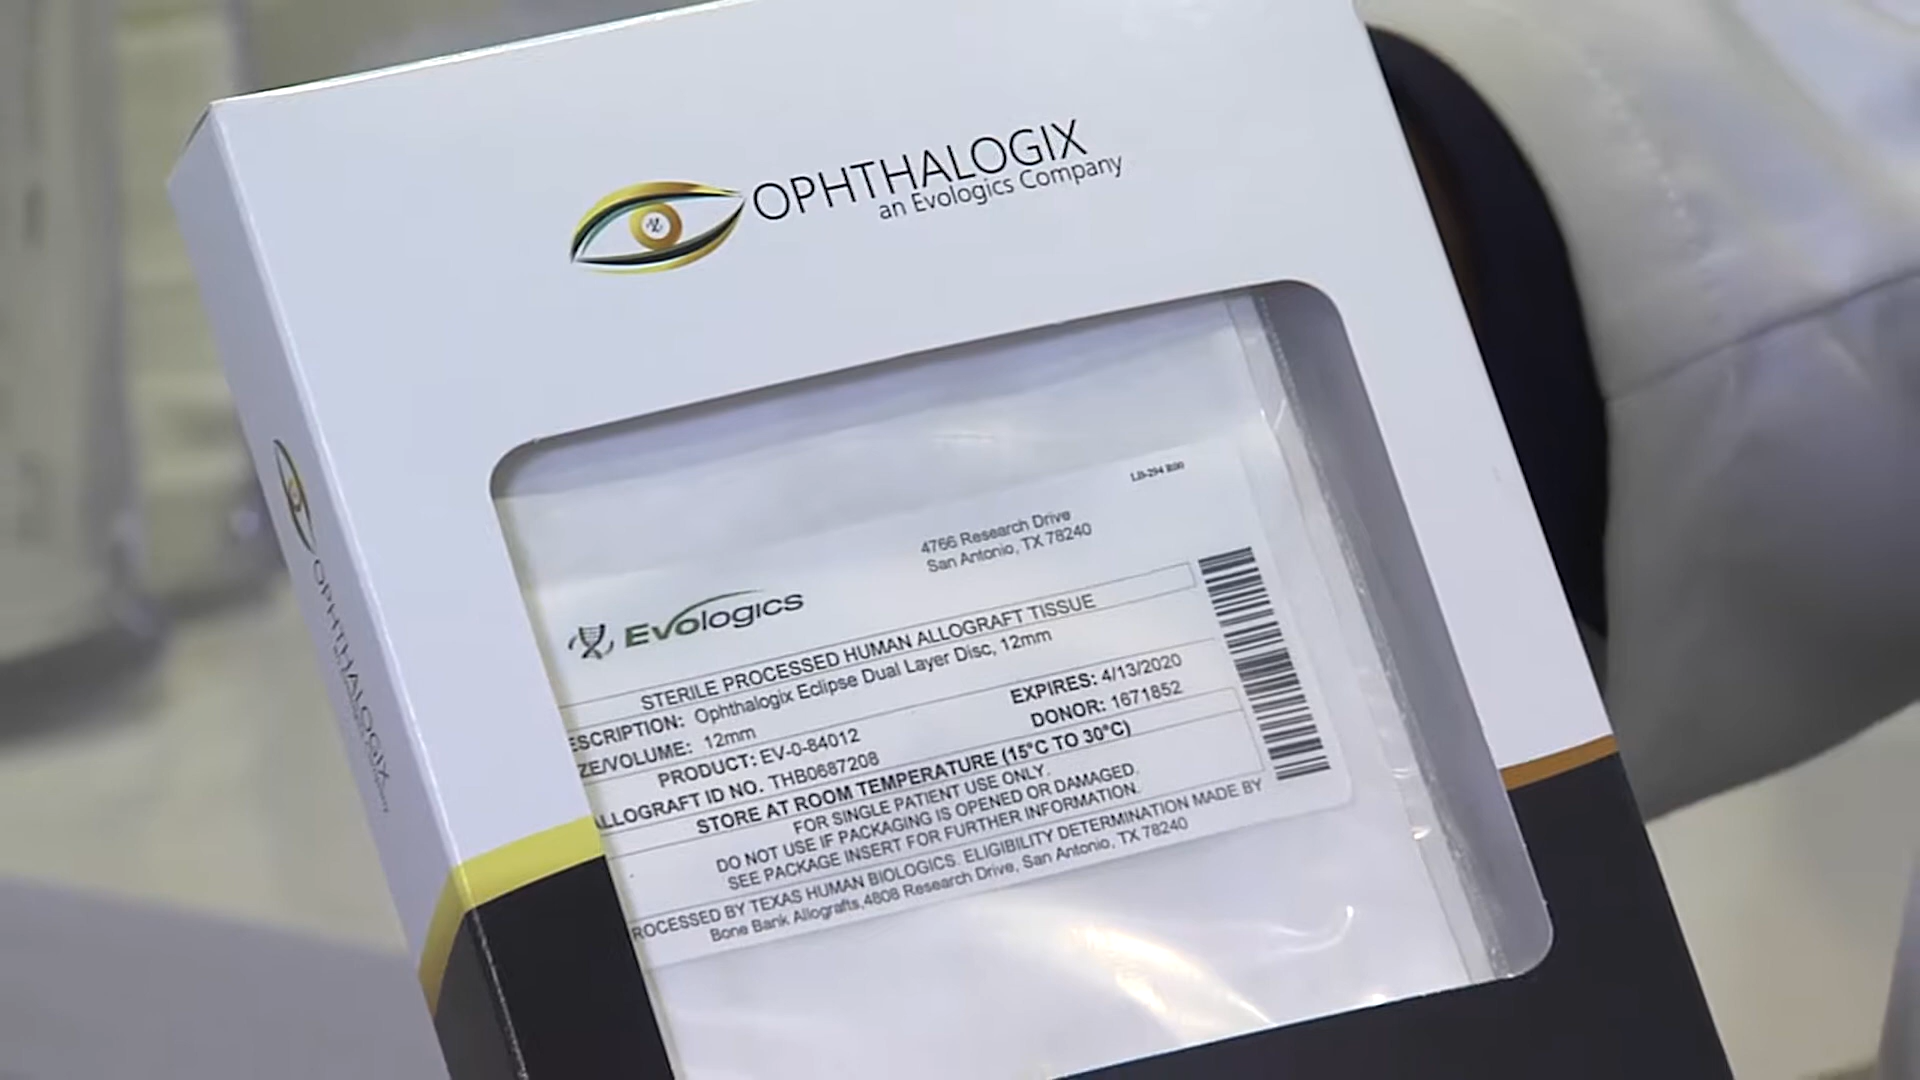 OPHTHALOGIX
an Evologics Company
LB-294 R00
4766 Research Drive
San Antonio, TX 78240
Evologics
STERILE PROCESSED HUMAN ALLOGRAFT TISSUE
ESCRIPTION: Ophthalogix Eclipse Dual Layer Disc, 12mm
ZE/VOLUME: 12mm
EXPIRES: 4/13/2020
PRODUCT: EV-0-84012
DONOR: 1671852
ALLOGRAFT ID NO. THB0687208
STORE AT ROOM TEMPERATURE (15°C TO 30°C)
FOR SINGLE PATIENT USE ONLY.
DO NOT USE IF PACKAGING IS OPENED OR DAMAGED.
SEE PACKAGE INSERT FOR FURTHER INFORMATION.
ROCESSED BY TEXAS HUMAN BIOLOGICS. ELIGIBILITY DETERMINATION MADE BY
Bone Bank Allografts,4808 Research Drive, San Antonio, TX 78240
OPHTHALOGIX